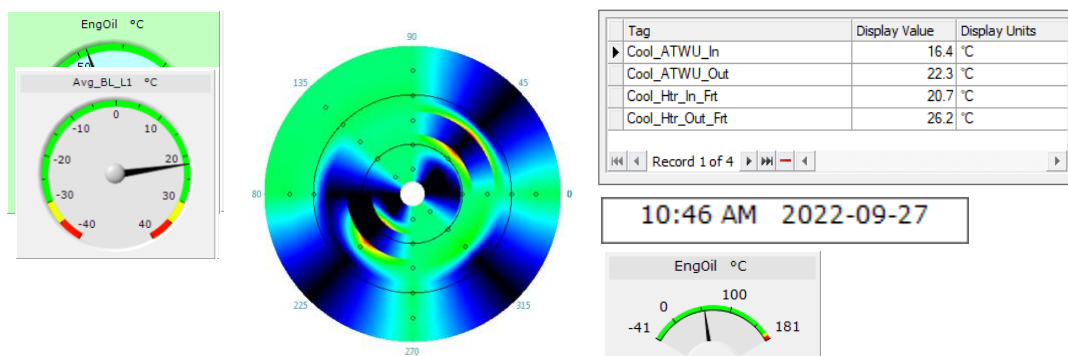 EngOil °C
50
Avg_BL_L1 °C
-40 -30 -20 -10 0 10 20 30 40
90
135 45
80 0
225 315
270
Tag Display Value Display Units
Cool_ATWU_In 16.4 °C
Cool_ATWU_Out 22.3 °C
Cool_Htr_In_Frt 20.7 °C
Cool_Htr_Out_Frt 26.2 °C
Record 1 of 4
10:46 AM 2022-09-27
EngOil °C
-41 0 100 181